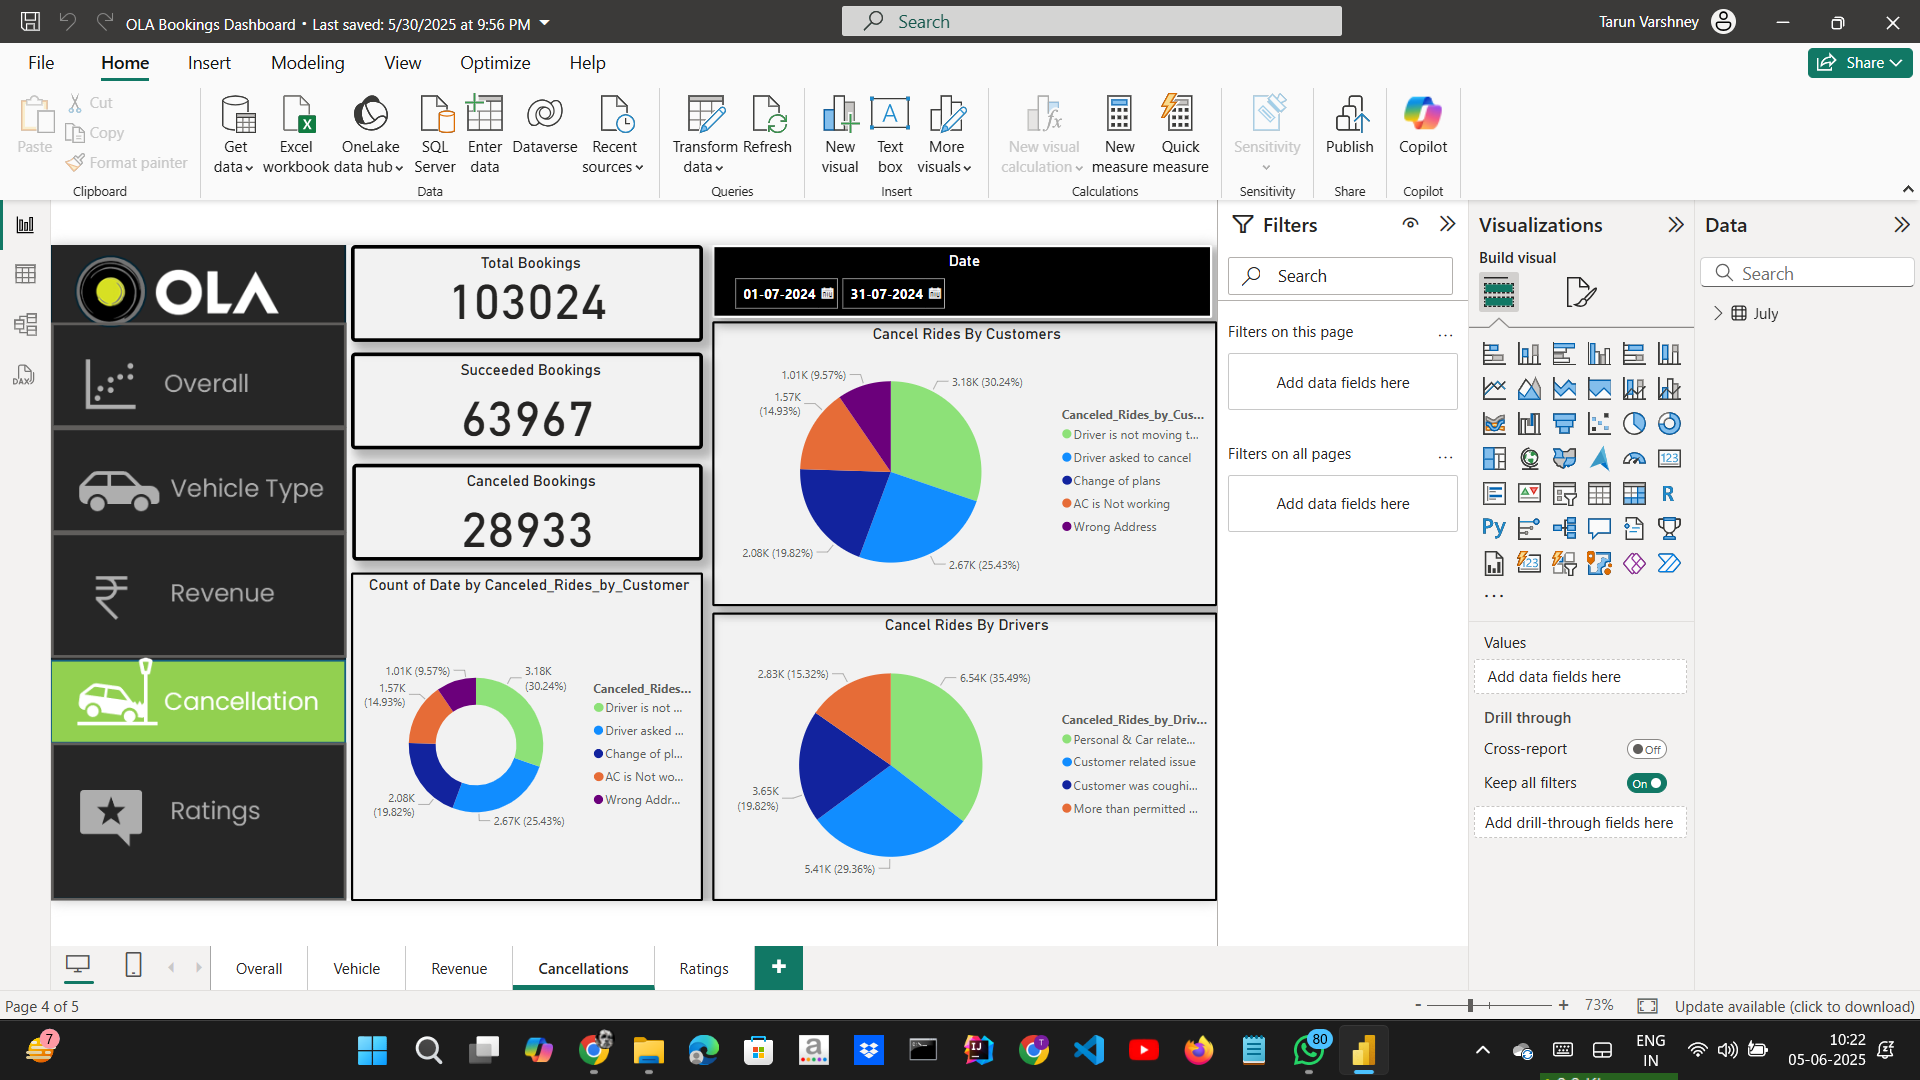 OLA Bookings Dashboard • Last saved: 5/30/2025 at 9:56 PM
Search
Tarun Varshney
File
Home
Insert
Modeling
View
Optimize
Help
Share
Paste
Cut
Copy
Format painter
Clipboard
Get data
Excel workbook
OneLake data hub
SQL Server
Enter data
Dataverse
Recent sources
Data
Transform data
Refresh
Queries
New visual
Text box
More visuals
Insert
New visual calculation
New measure
Quick measure
Calculations
Sensitivity
Sensitivity
Publish
Share
Copilot
Copilot
DAX
OLA
Overall
Vehicle Type
Revenue
Cancellation
Ratings
Total Bookings
103024
Succeeded Bookings
63967
Canceled Bookings
28933
Count of Date by Canceled_Rides_by_Customer
1.01K (9.57%)
3.18K
(30.24%)
1.57K
(14.93%)
2.08K
(19.82%)
2.67K (25.43%)
Canceled_Rides...
Driver is not ...
Driver asked ...
Change of pl...
AC is Not wo...
Wrong Addr...
Date
01-07-2024
31-07-2024
Cancel Rides By Customers
1.01K (9.57%)
3.18K (30.24%)
1.57K
(14.93%)
2.08K (19.82%)
2.67K (25.43%)
Canceled_Rides_by_Cus...
Driver is not moving t...
Driver asked to cancel
Change of plans
AC is Not working
Wrong Address
Cancel Rides By Drivers
2.83K (15.32%)
6.54K (35.49%)
3.65K
(19.82%)
5.41K (29.36%)
Canceled_Rides_by_Driv...
Personal & Car relate...
Customer related issue
Customer was coughi...
More than permitted ...
Filters
Search
Filters on this page
...
Add data fields here
Filters on all pages
...
Add data fields here
Visualizations
Build visual
123
R
Py
123
...
Values
Add data fields here
Drill through
Cross-report
Off
Keep all filters
On
Add drill-through fields here
Data
Search
July
Overall
Vehicle
Revenue
Cancellations
Ratings
+
Page 4 of 5
- + 73%
Update available (click to download)
7
80
ENG
IN
10:22
05-06-2025